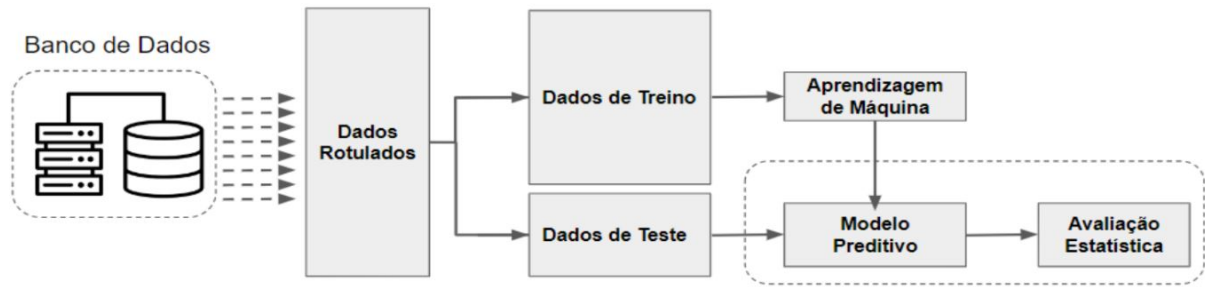 Banco de Dados
Dados
Rotulados
Dados de Treino
Dados de Teste
Aprendizagem
de Máquina
Modelo
Preditivo
Avaliação
Estatística